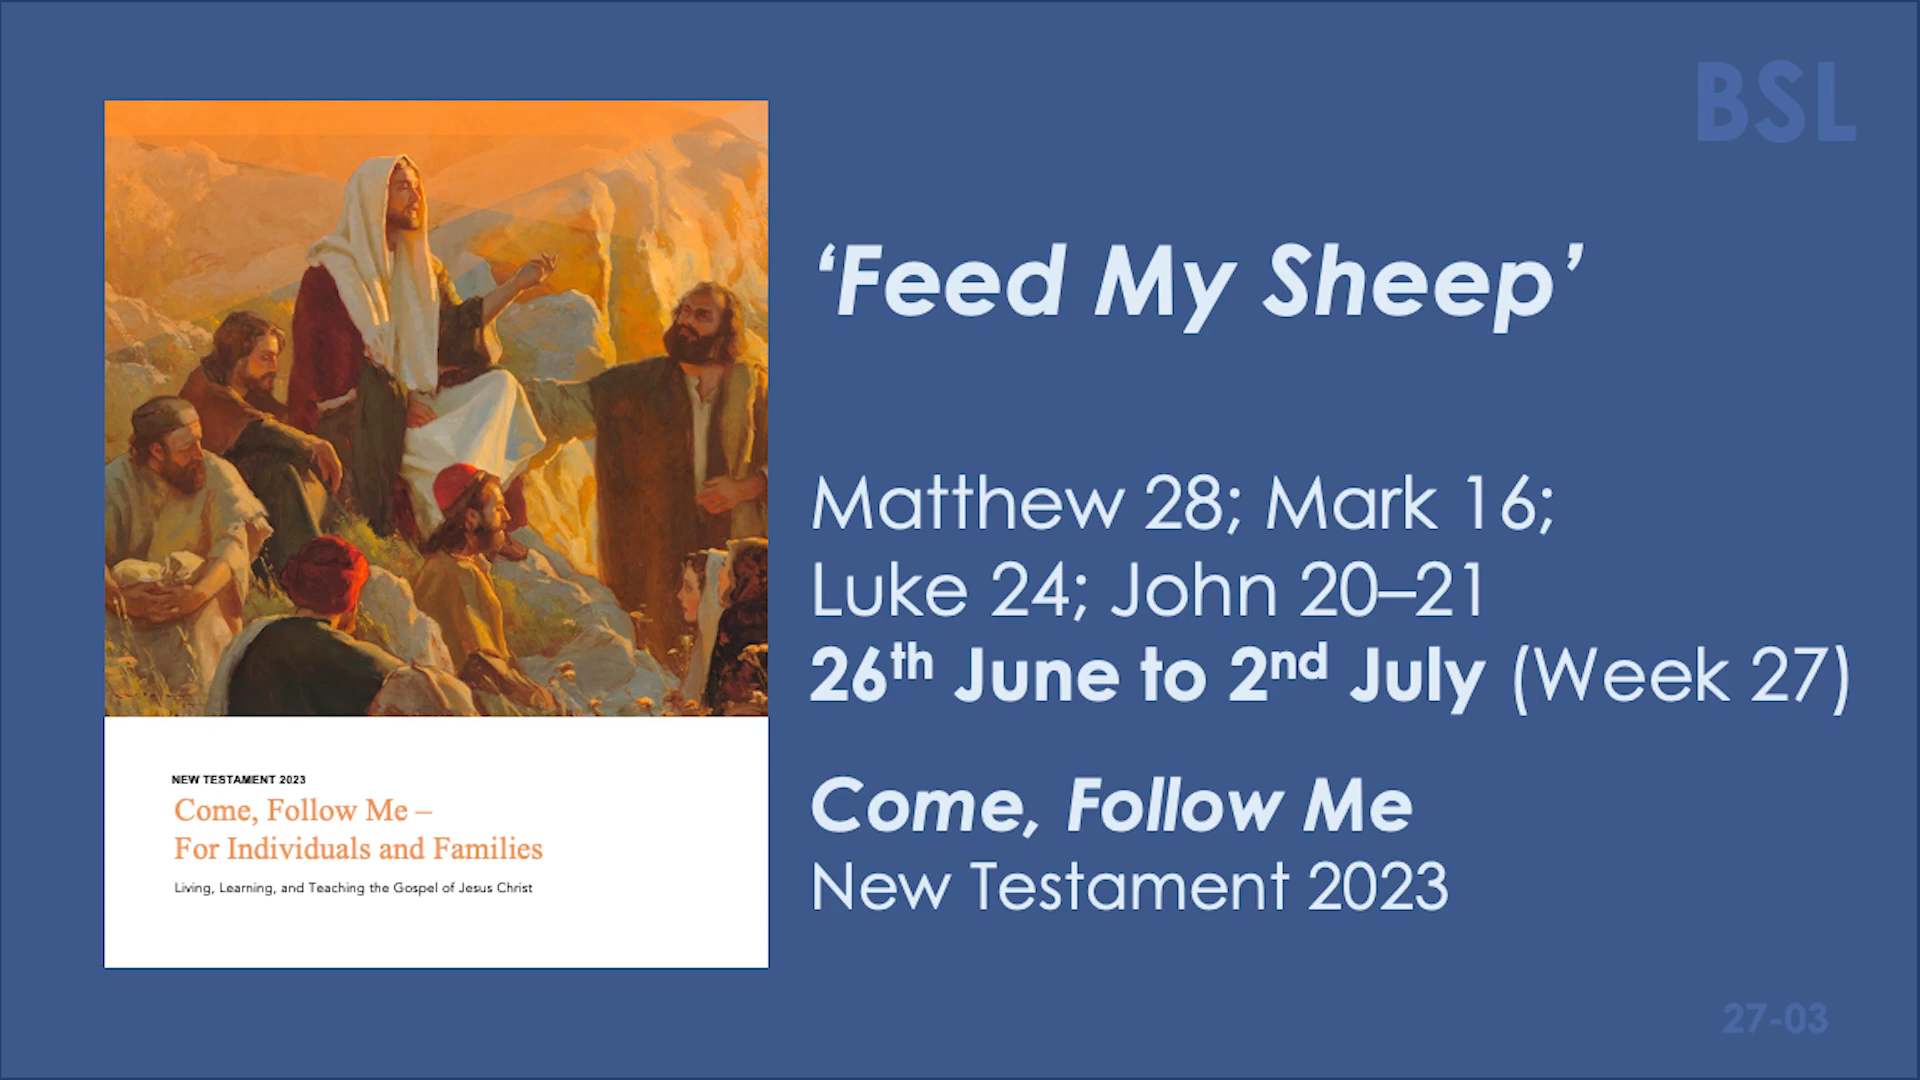 BSL
‘Feed My Sheep’
Matthew 28; Mark 16;
Luke 24; John 20–21
26th June to 2nd July (Week 27)
Come, Follow Me
New Testament 2023
NEW TESTAMENT 2023
Come, Follow Me –
For Individuals and Families
Living, Learning, and Teaching the Gospel of Jesus Christ
27-03